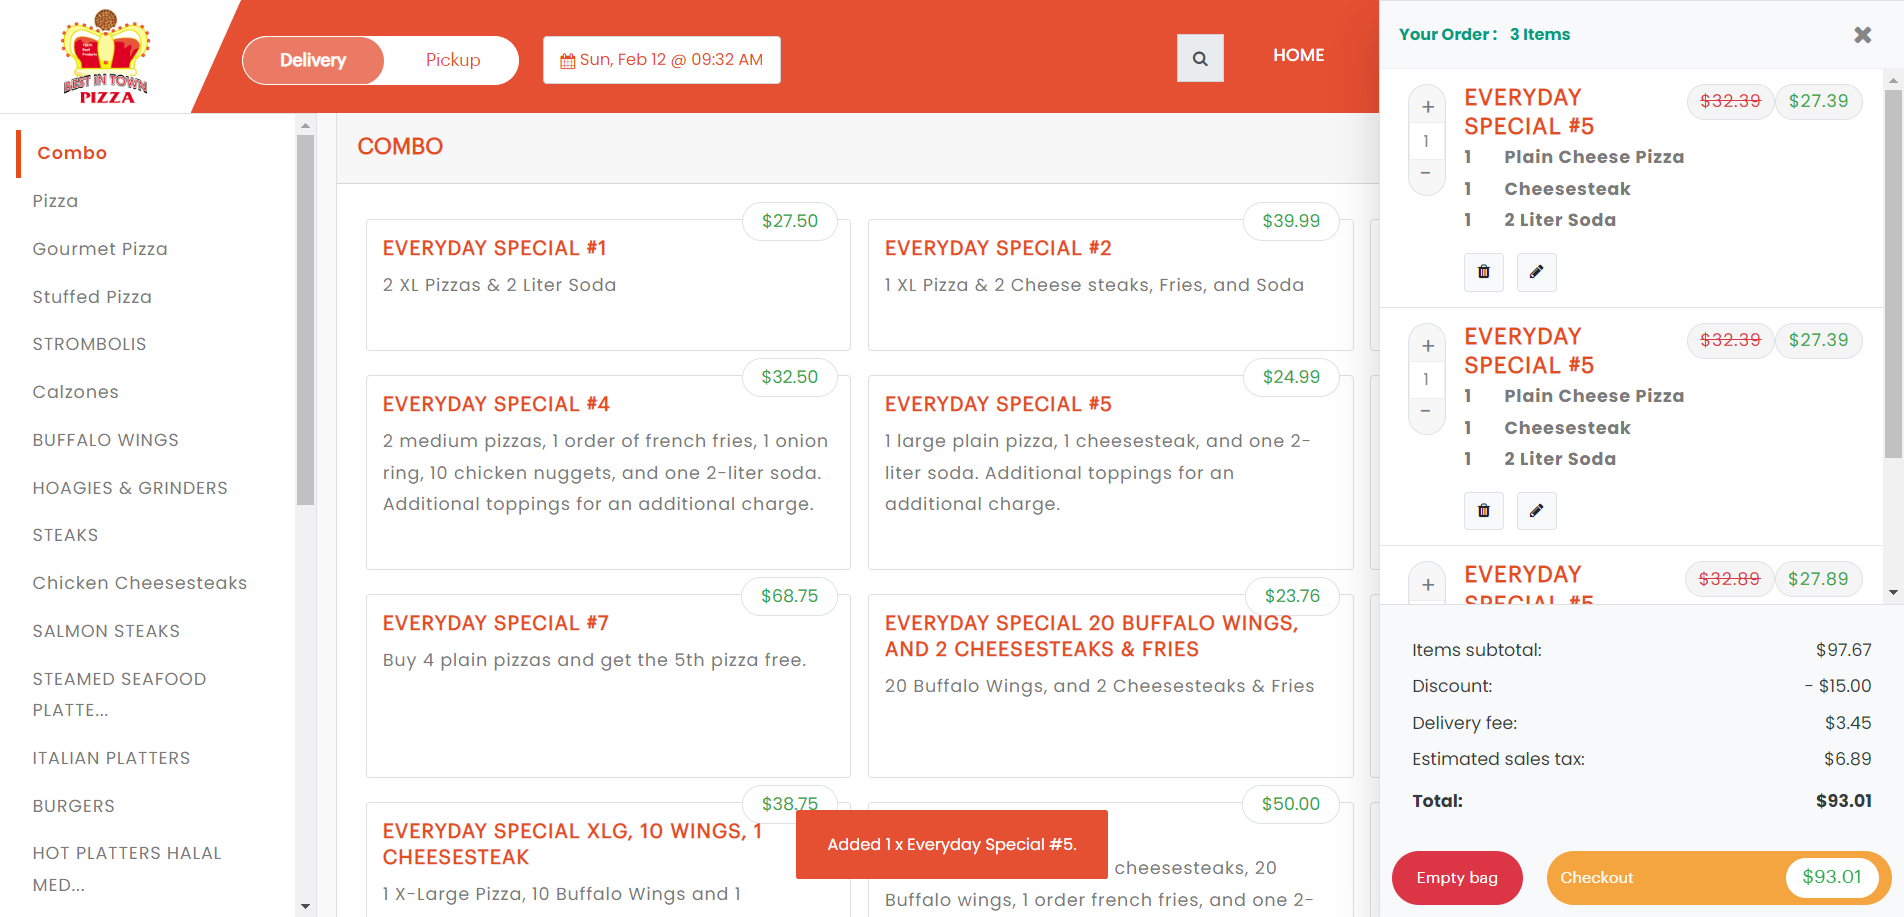 BEST IN TOWN
PIZZA
Delivery
Pickup
Sun, Feb 12 @ 09:32 AM
HOME
Combo
Pizza
Gourmet Pizza
Stuffed Pizza
STROMBOLIS
Calzones
BUFFALO WINGS
HOAGIES & GRINDERS
STEAKS
Chicken Cheesesteaks
SALMON STEAKS
STEAMED SEAFOOD
PLATTE...
ITALIAN PLATTERS
BURGERS
HOT PLATTERS HALAL
MED...
COMBO
$27.50
EVERYDAY SPECIAL #1
2 XL Pizzas & 2 Liter Soda
$39.99
EVERYDAY SPECIAL #2
1 XL Pizza & 2 Cheese steaks, Fries, and Soda
$32.50
EVERYDAY SPECIAL #4
2 medium pizzas, 1 order of french fries, 1 onion
ring, 10 chicken nuggets, and one 2-liter soda.
Additional toppings for an additional charge.
$24.99
EVERYDAY SPECIAL #5
1 large plain pizza, 1 cheesesteak, and one 2-
liter soda. Additional toppings for an
additional charge.
$68.75
EVERYDAY SPECIAL #7
Buy 4 plain pizzas and get the 5th pizza free.
$23.76
EVERYDAY SPECIAL 20 BUFFALO WINGS,
AND 2 CHEESESTEAKS & FRIES
20 Buffalo Wings, and 2 Cheesesteaks & Fries
$38.75
EVERYDAY SPECIAL XLG, 10 WINGS, 1
CHEESESTEAK
1 X-Large Pizza, 10 Buffalo Wings and 1
$50.00
cheesesteaks, 20
Buffalo wings, 1 order french fries, and one 2-
Added 1 x Everyday Special #5.
Your Order : 3 Items
+
1
−
EVERYDAY
SPECIAL #5
$32.39 $27.39
1 Plain Cheese Pizza
1 Cheesesteak
1 2 Liter Soda
+
1
−
EVERYDAY
SPECIAL #5
$32.39 $27.39
1 Plain Cheese Pizza
1 Cheesesteak
1 2 Liter Soda
+
EVERYDAY
SPECIAL #5
$32.89 $27.89
Items subtotal: $97.67
Discount: - $15.00
Delivery fee: $3.45
Estimated sales tax: $6.89
Total: $93.01
Empty bag
Checkout $93.01